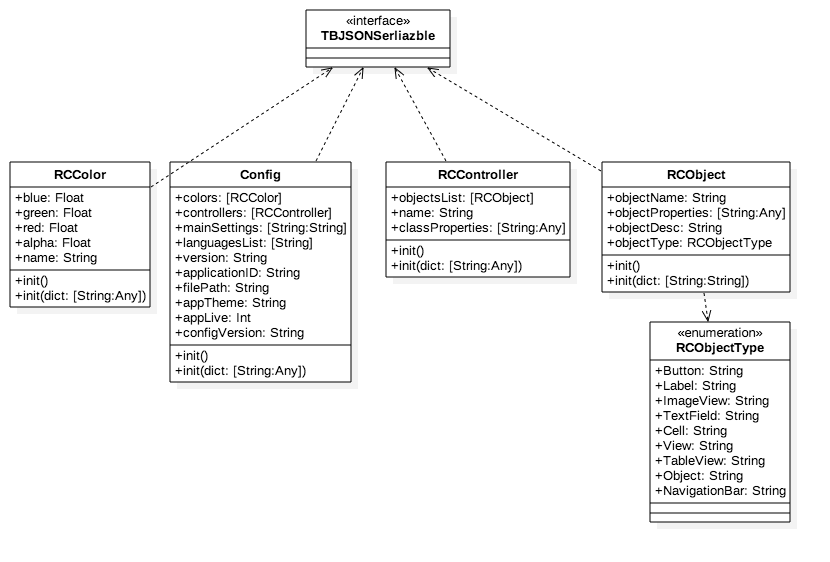 «interface»
TBJSONSerliazble
RCColor
+blue: Float
+green: Float
+red: Float
+alpha: Float
+name: String
+init()
+init(dict: [String:Any])
Config
+colors: [RCColor]
+controllers: [RCController]
+mainSettings: [String:String]
+languagesList: [String]
+version: String
+applicationID: String
+filePath: String
+appTheme: String
+appLive: Int
+configVersion: String
+init()
+init(dict: [String:Any])
RCController
+objectsList: [RCObject]
+name: String
+classProperties: [String:Any]
+init()
+init(dict: [String:Any])
RCObject
+objectName: String
+objectProperties: [String:Any]
+objectDesc: String
+objectType: RCObjectType
+init()
+init(dict: [String:String])
«enumeration»
RCObjectType
+Button: String
+Label: String
+ImageView: String
+TextField: String
+Cell: String
+View: String
+TableView: String
+Object: String
+NavigationBar: String